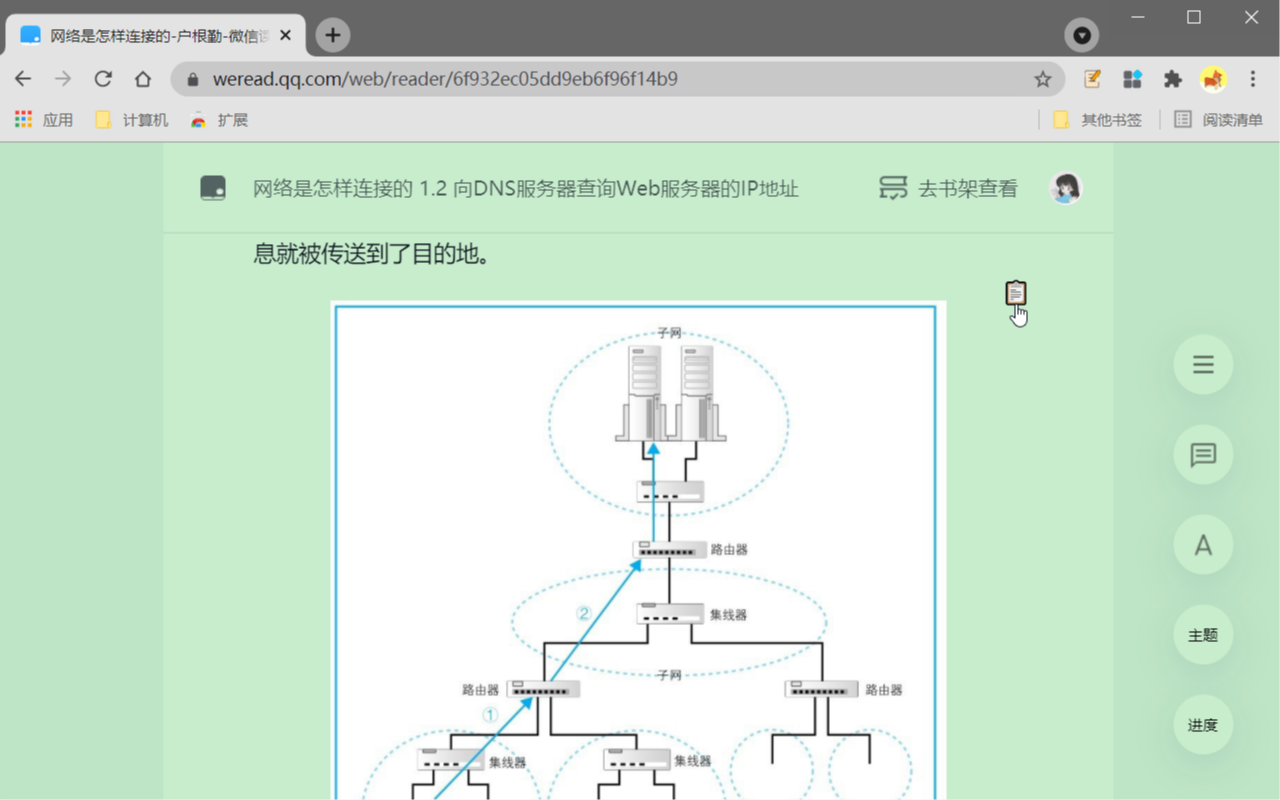 网络是怎样连接的-户根勤-微信读
weread.qq.com/web/reader/6f932ec05dd9eb6f96f14b9
应用 计算机 扩展 其他书签 阅读清单
网络是怎样连接的 1.2 向DNS服务器查询Web服务器的IP地址 去书架查看
息就被传送到了目的地。
子网
路由器
②
集线器
子网
路由器
路由器
①
集线器
集线器
A
主题
进度